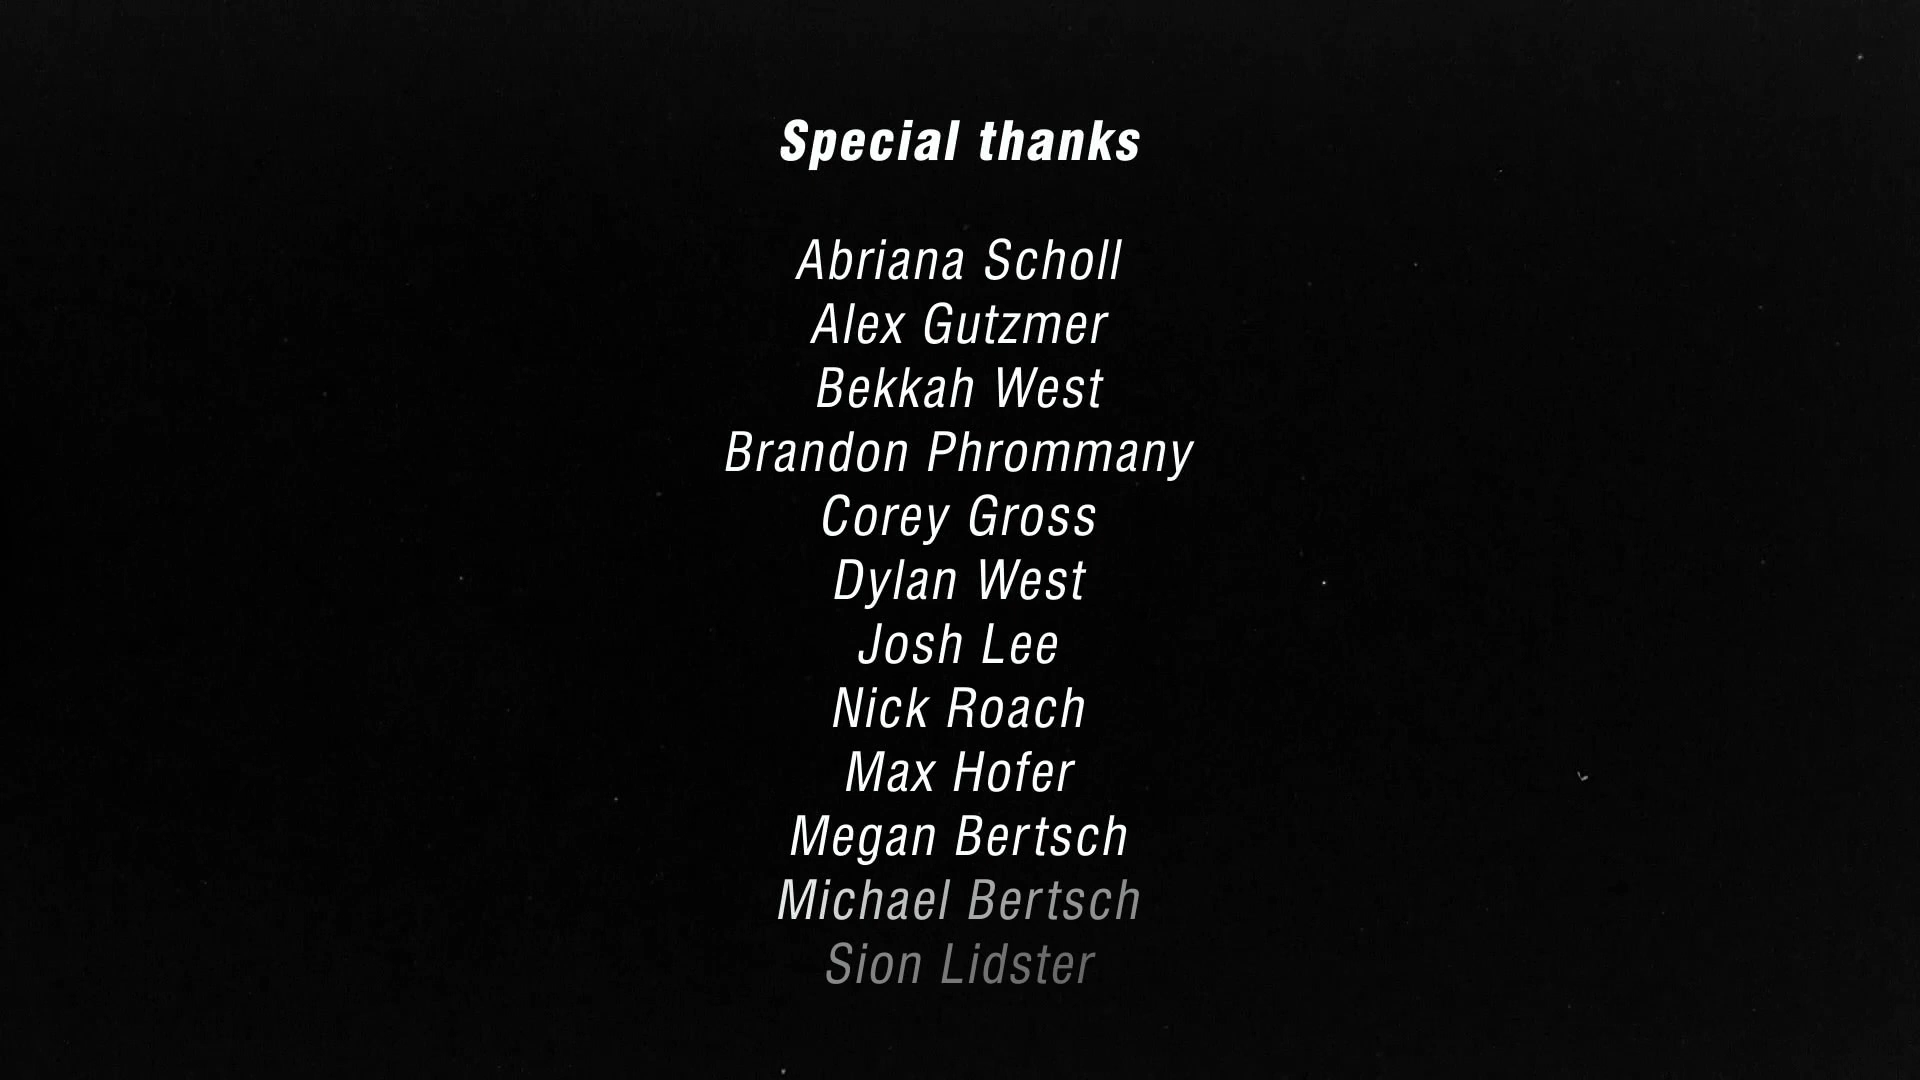 Special thanks
Abriana Scholl
Alex Gutzmer
Bekkah West
Brandon Phrommany
Corey Gross
Dylan West
Josh Lee
Nick Roach
Max Hofer
Megan Bertsch
Michael Bertsch
Sion Lidster